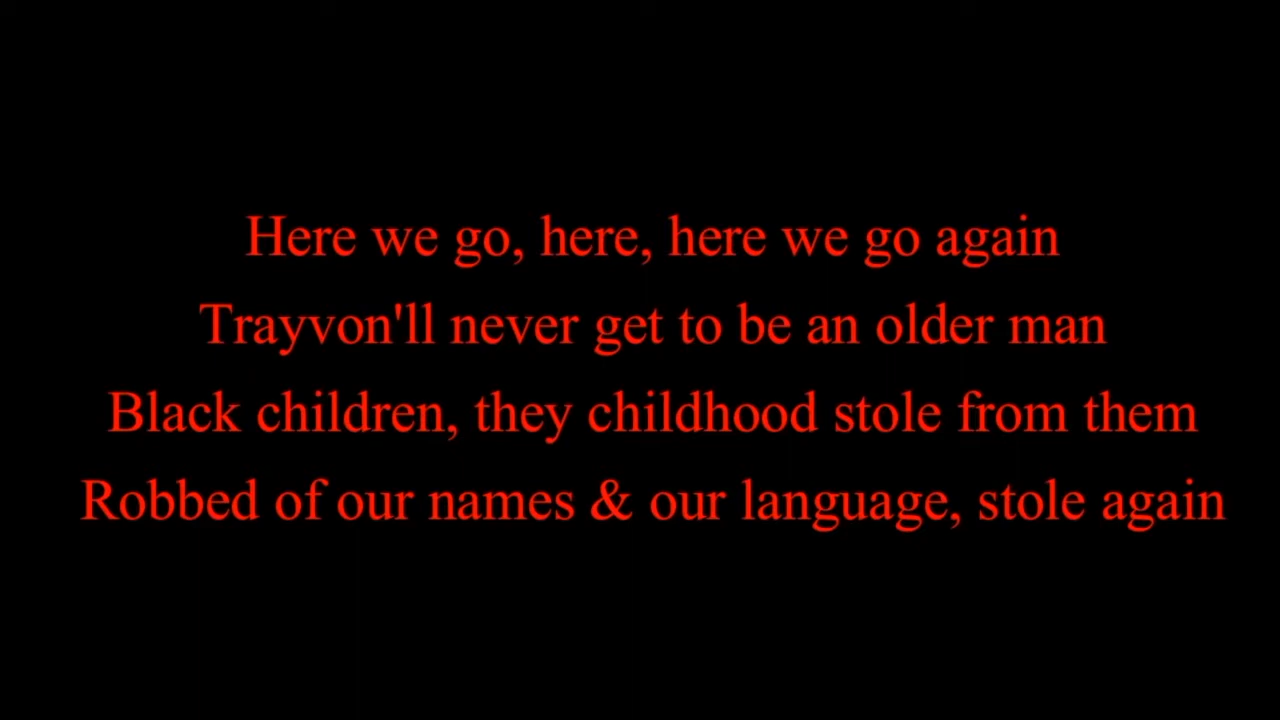 Here we go, here, here we go again
Trayvon'll never get to be an older man
Black children, they childhood stole from them
Robbed of our names & our language, stole again